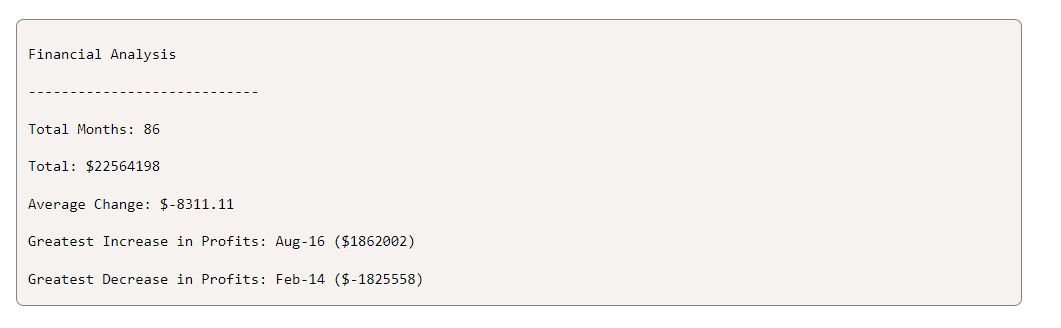 Financial Analysis
----------------------------
Total Months: 86
Total: $22564198
Average Change: $-8311.11
Greatest Increase in Profits: Aug-16 ($1862002)
Greatest Decrease in Profits: Feb-14 ($-1825558)